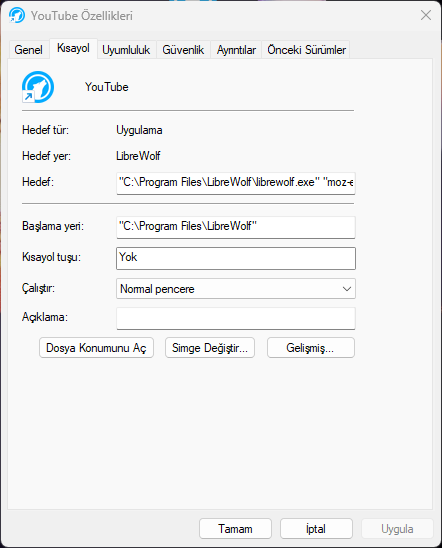 YouTube Özellikleri
Genel Kısayol Uyumluluk Güvenlik Ayrıntılar Önceki Sürümler
YouTube
Hedef tür: Uygulama
Hedef yer: LibreWolf
Hedef: "C:\Program Files\LibreWolf\librewolf.exe" "moz-e
Başlama yeri: "C:\Program Files\LibreWolf"
Kısayol tuşu: Yok
Çalıştır: Normal pencere
Açıklama:
Dosya Konumunu Aç Simge Değiştir... Gelişmiş...
Tamam İptal Uygula